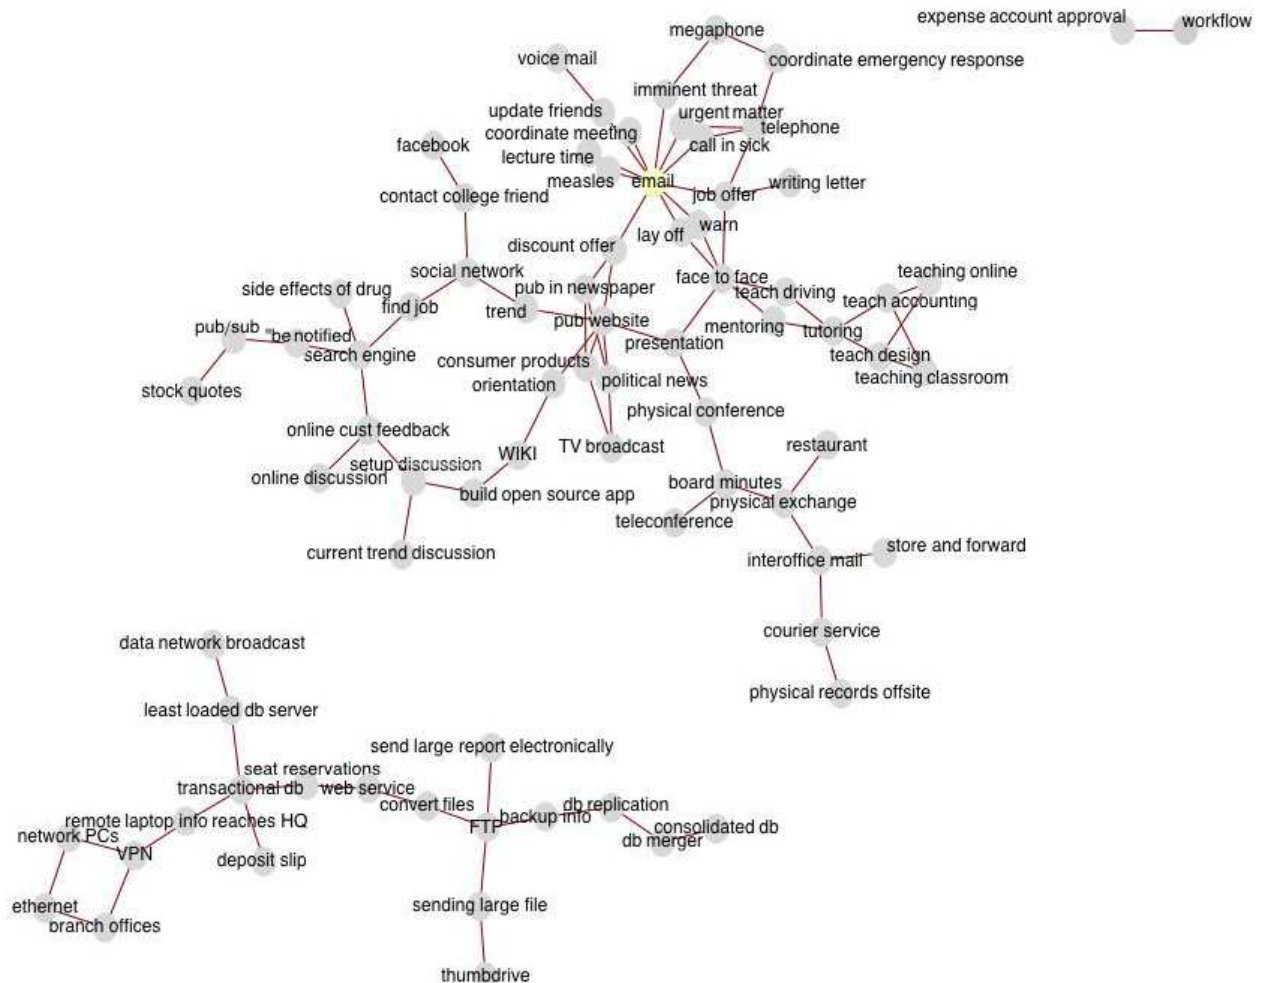 expense account approval
workflow
megaphone
voice mail
coordinate emergency response
imminent threat
update friends
urgent matter
coordinate meeting
telephone
facebook
call in sick
lecture time
measles
email
writing letter
contact college friend
job offer
warn
lay off
discount offer
social network
face to face
teaching online
side effects of drug
pub in newspaper
teach driving
teach accounting
find job
trend
pub website
mentoring
tutoring
pub/sub
"be notified
search engine
presentation
consumer products
teach design
orientation
political news
teaching classroom
stock quotes
physical conference
online cust feedback
TV broadcast
restaurant
WIKI
setup discussion
online discussion
board minutes
build open source app
physical exchange
teleconference
current trend discussion
interoffice mail
store and forward
courier service
data network broadcast
physical records offsite
least loaded db server
send large report electronically
seat reservations
transactional db
web service
convert files
db replication
backup info
remote laptop info reaches HQ
FTP
consolidated db
network PCs
db merger
VPN
deposit slip
ethernet
sending large file
branch offices
thumbdrive